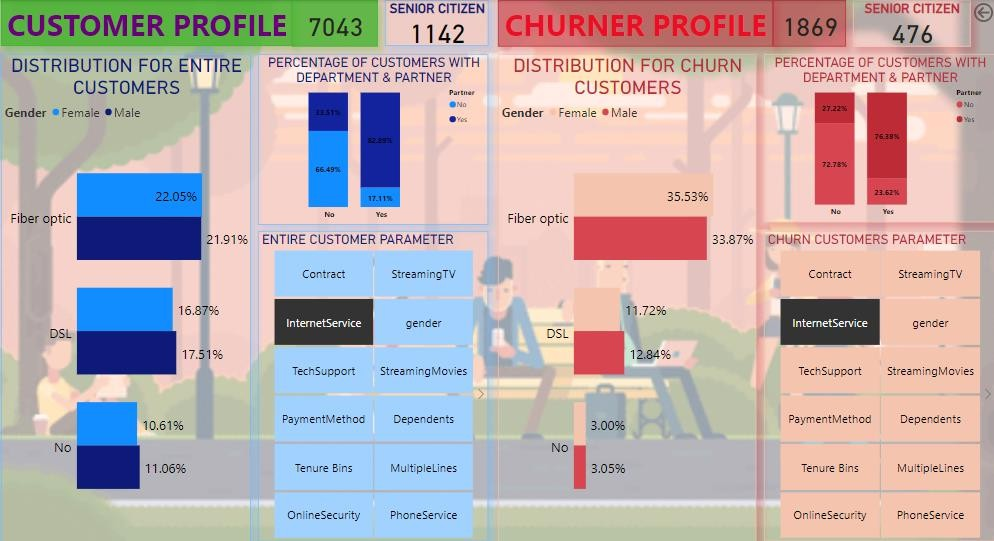 CUSTOMER PROFILE
7043
SENIOR CITIZEN
1142
CHURNER PROFILE
1869
SENIOR CITIZEN
476
DISTRIBUTION FOR ENTIRE
CUSTOMERS
Gender Female Male
Fiber optic
22.05%
21.91%
DSL
16.87%
17.51%
No
10.61%
11.06%
PERCENTAGE OF CUSTOMERS WITH
DEPARTMENT & PARTNER
Partner
No
Yes
33.51%
66.49%
82.89%
17.11%
No
Yes
ENTIRE CUSTOMER PARAMETER
Contract
StreamingTV
InternetService
gender
TechSupport
StreamingMovies
PaymentMethod
Dependents
Tenure Bins
MultipleLines
OnlineSecurity
PhoneService
DISTRIBUTION FOR CHURN
CUSTOMERS
Gender Female Male
Fiber optic
35.53%
33.87%
DSL
11.72%
12.84%
No
3.00%
3.05%
PERCENTAGE OF CUSTOMERS WITH
DEPARTMENT & PARTNER
Partner
No
Yes
27.22%
72.78%
76.38%
23.62%
No
Yes
CHURN CUSTOMERS PARAMETER
Contract
StreamingTV
InternetService
gender
TechSupport
StreamingMovies
PaymentMethod
Dependents
Tenure Bins
MultipleLines
OnlineSecurity
PhoneService